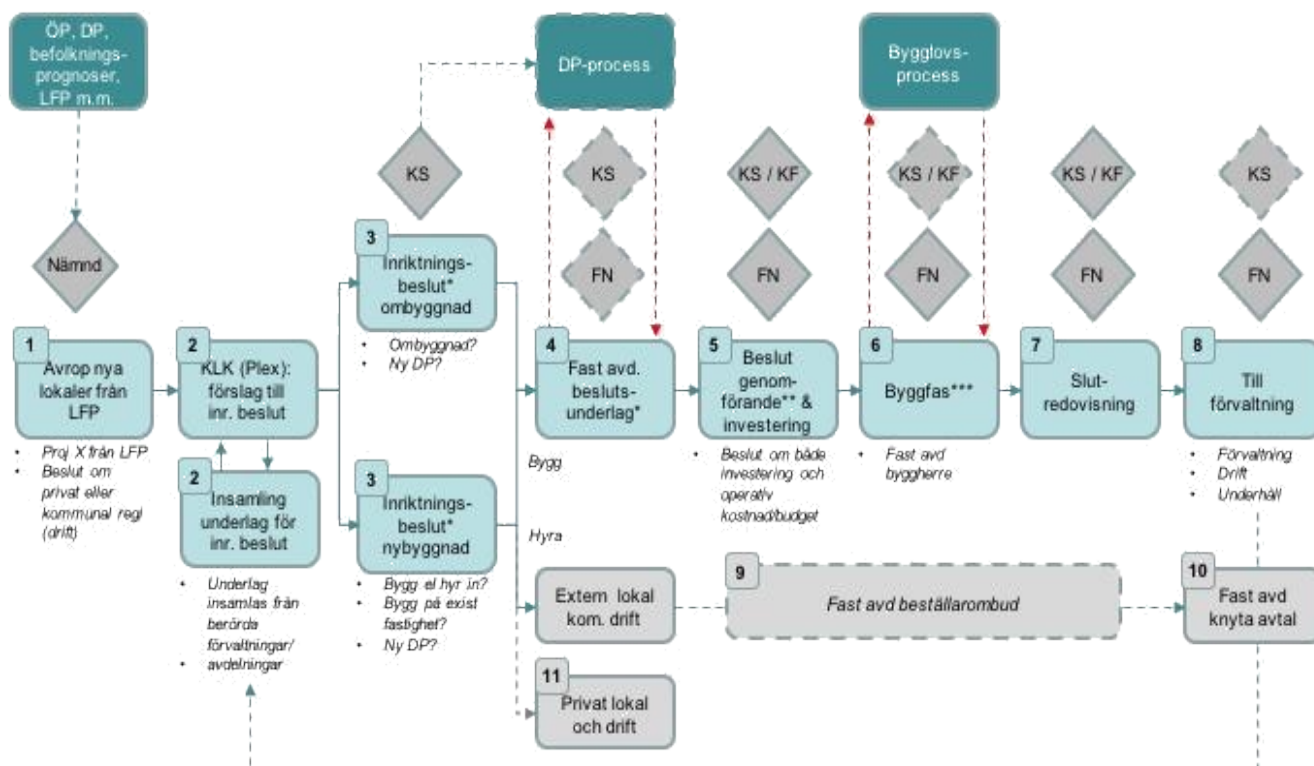 ÖP, DP,
befolknings-
prognoser,
LFP m.m.
DP-process
Bygglovs-
process
KS
KS
KS / KF
KS / KF
KS / KF
KS
Nämnd
FN
FN
FN
FN
FN
3
Inriktnings-
beslut*
ombyggnad
• Ombyggnad?
• Ny DP?
1
Avrop nya
lokaler från
LFP
• Proj X från LFP
• Beslut om
privat eller
kommunal regi
(drift)
2
KLK (Plex):
förslag till
inr. beslut
2
Insamling
underlag för
inr. beslut
• Underlag
insamlas från
berörda
förvaltningar/
• avdelningar
3
Inriktnings-
beslut*
nybyggnad
• Bygg el hyr in?
• Bygg på exist
fastighet?
• Ny DP?
4
Fast avd.
besluts-
underlag*
Bygg
Hyra
5
Beslut
genom-
förande** &
investering
• Beslut om både
investering och
operativ
kostnad/budget
6
Byggfas***
• Fast avd
byggherre
7
Slut-
redovisning
8
Till
förvaltning
• Förvaltning
• Drift
• Underhåll
Extern lokal
kom. drift
9
Fast avd beställarombud
10
Fast avd
knyta avtal
11
Privat lokal
och drift